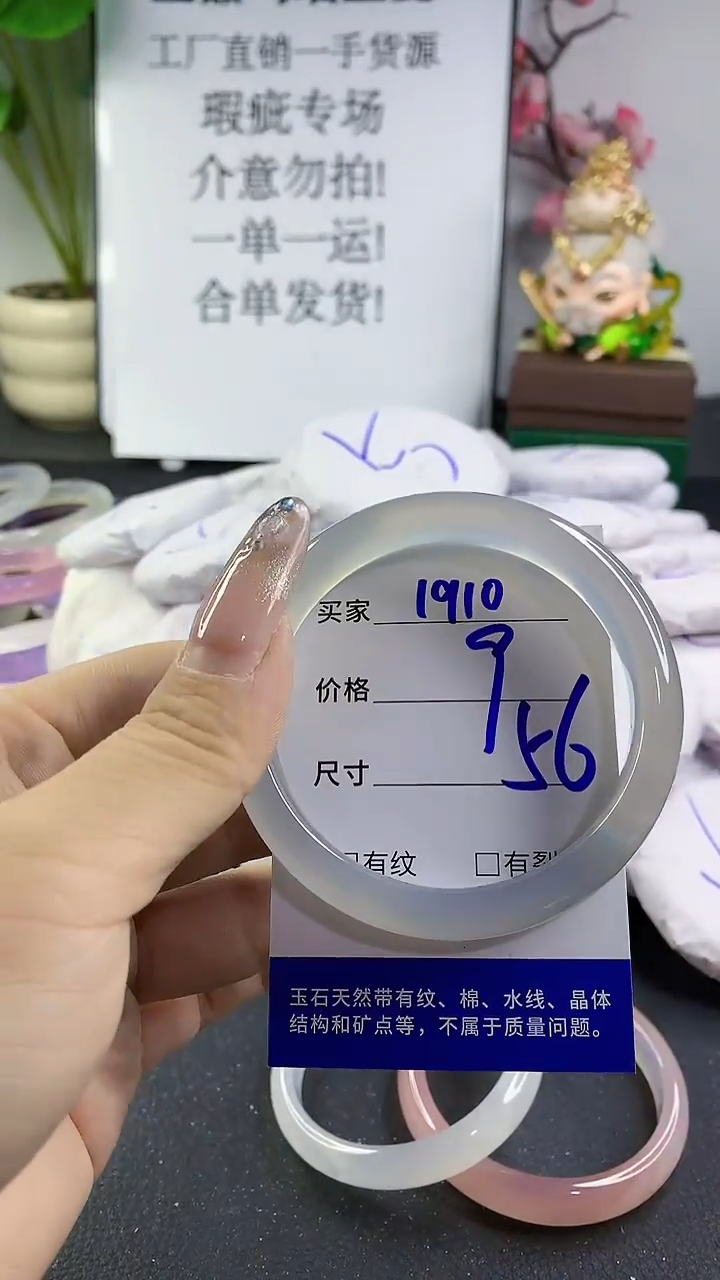 工厂直销一手货源
瑕疵专场
介意勿拍!
一单一运!
合单发货!
买家 1910
价格 9
尺寸 56
□有纹 □有裂
玉石天然带有纹、棉、水线、晶体
结构和矿点等，不属于质量问题。